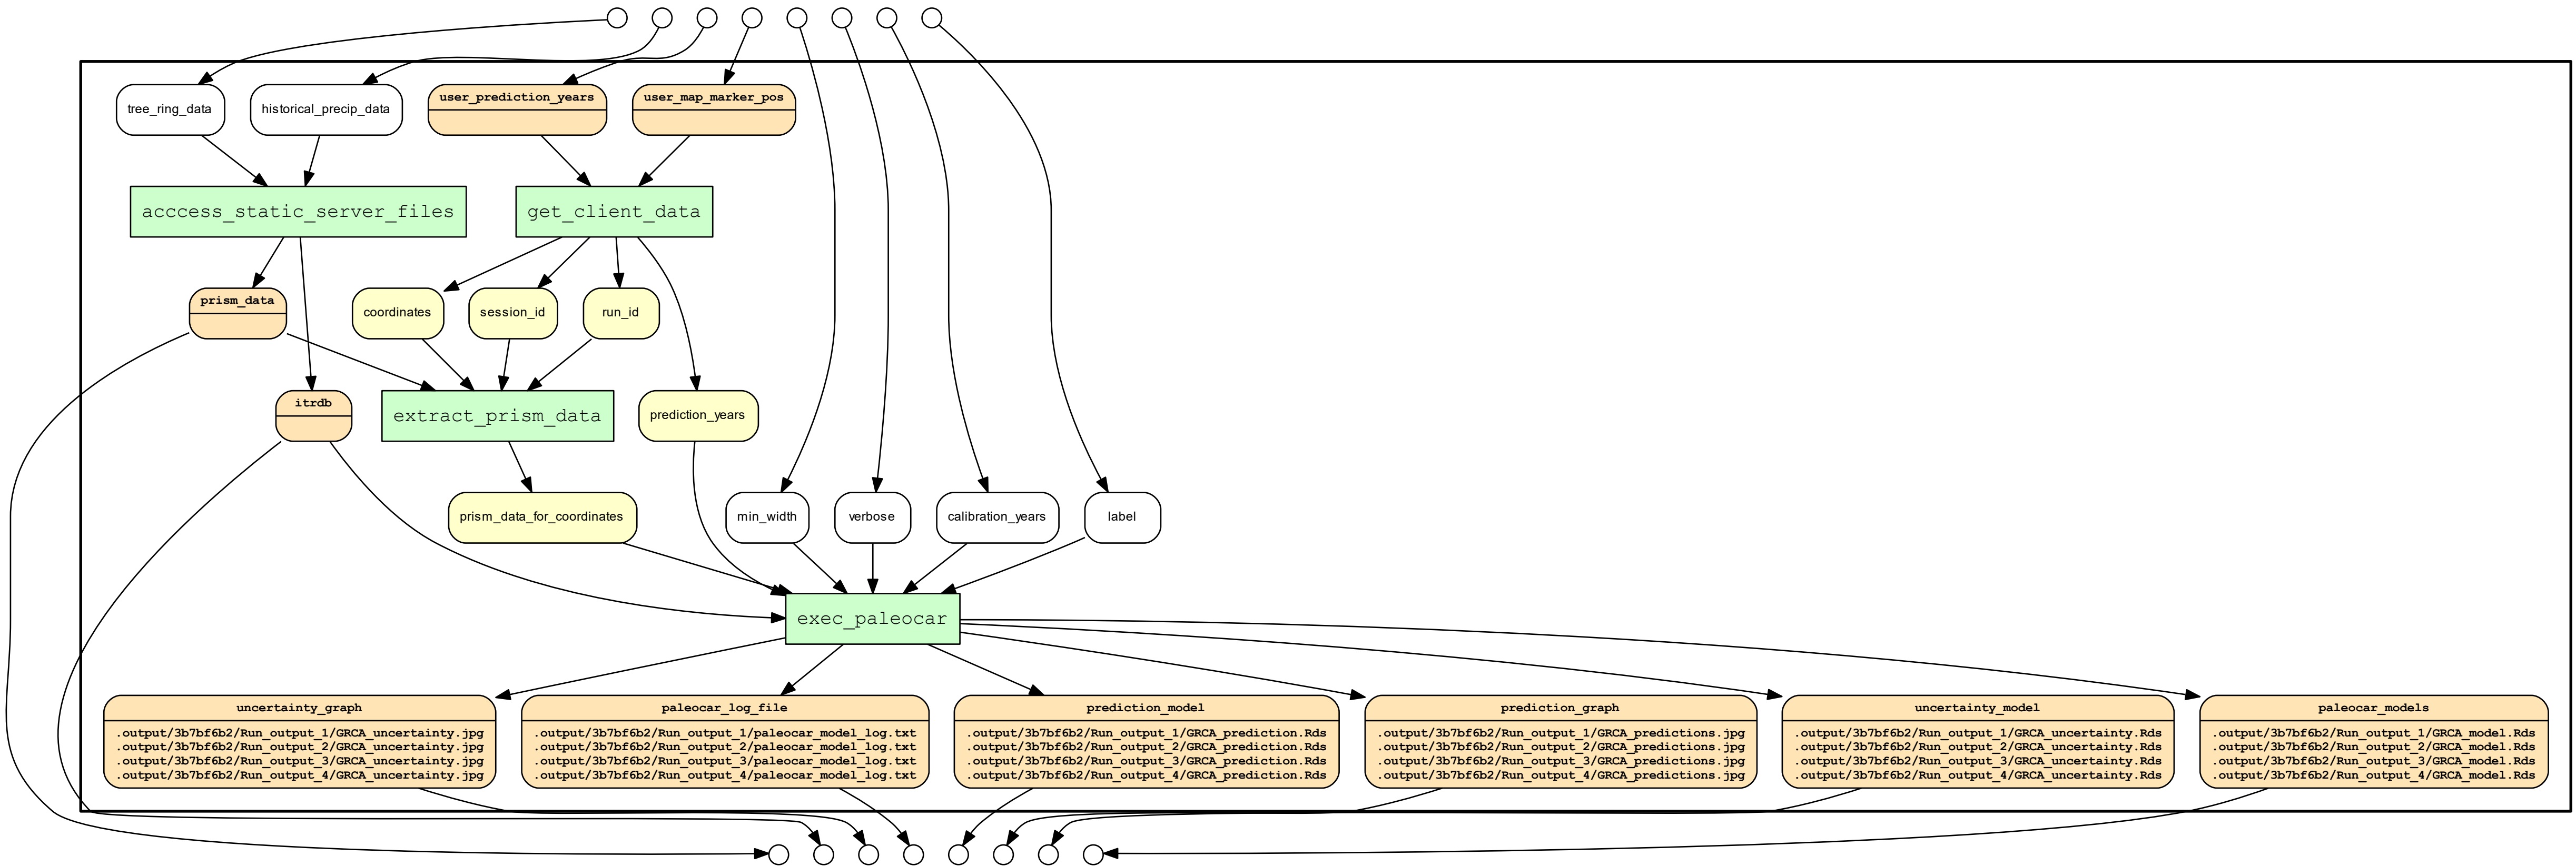 tree_ring_data
historical_precip_data
user_prediction_years
user_map_marker_pos
acccess_static_server_files
get_client_data
prism_data
coordinates
session_id
run_id
itrdb
extract_prism_data
prediction_years
prism_data_for_coordinates
min_width
verbose
calibration_years
label
exec_paleocar
uncertainty_graph
.output/3b7bf6b2/Run_output_1/GRCA_uncertainty.jpg
.output/3b7bf6b2/Run_output_2/GRCA_uncertainty.jpg
.output/3b7bf6b2/Run_output_3/GRCA_uncertainty.jpg
.output/3b7bf6b2/Run_output_4/GRCA_uncertainty.jpg
paleocar_log_file
.output/3b7bf6b2/Run_output_1/paleocar_model_log.txt
.output/3b7bf6b2/Run_output_2/paleocar_model_log.txt
.output/3b7bf6b2/Run_output_3/paleocar_model_log.txt
.output/3b7bf6b2/Run_output_4/paleocar_model_log.txt
prediction_model
.output/3b7bf6b2/Run_output_1/GRCA_prediction.Rds
.output/3b7bf6b2/Run_output_2/GRCA_prediction.Rds
.output/3b7bf6b2/Run_output_3/GRCA_prediction.Rds
.output/3b7bf6b2/Run_output_4/GRCA_prediction.Rds
prediction_graph
.output/3b7bf6b2/Run_output_1/GRCA_predictions.jpg
.output/3b7bf6b2/Run_output_2/GRCA_predictions.jpg
.output/3b7bf6b2/Run_output_3/GRCA_predictions.jpg
.output/3b7bf6b2/Run_output_4/GRCA_predictions.jpg
uncertainty_model
.output/3b7bf6b2/Run_output_1/GRCA_uncertainty.Rds
.output/3b7bf6b2/Run_output_2/GRCA_uncertainty.Rds
.output/3b7bf6b2/Run_output_3/GRCA_uncertainty.Rds
.output/3b7bf6b2/Run_output_4/GRCA_uncertainty.Rds
paleocar_models
.output/3b7bf6b2/Run_output_1/GRCA_model.Rds
.output/3b7bf6b2/Run_output_2/GRCA_model.Rds
.output/3b7bf6b2/Run_output_3/GRCA_model.Rds
.output/3b7bf6b2/Run_output_4/GRCA_model.Rds